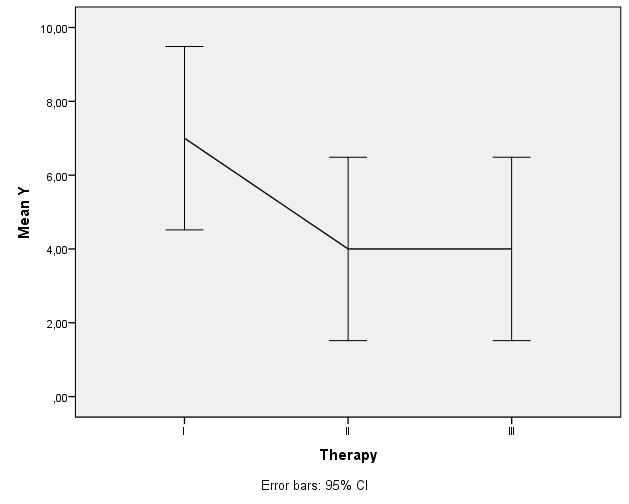 10,00
8,00
6,00
4,00
2,00
,00
Mean Y
I
II
III
Therapy
Error bars: 95% CI